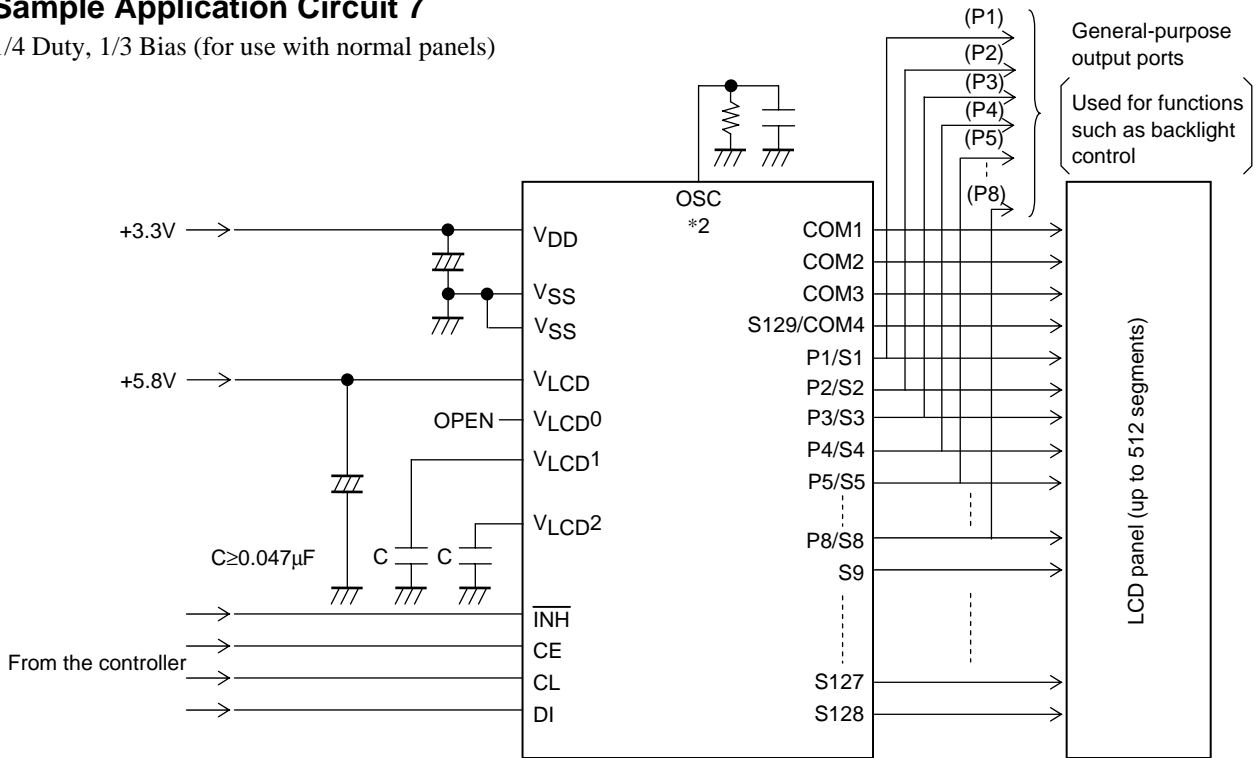 Sample Application Circuit 7
1/4 Duty, 1/3 Bias (for use with normal panels)
(P1)
(P2)
(P3)
(P4)
(P5)
(P8)
General-purpose
output ports
Used for functions
such as backlight
control
OSC
*2
+3.3V
VDD
VSS
VSS
+5.8V
VLCD
OPEN
VLCD0
VLCD1
VLCD2
C≥0.047µF
C
C
From the controller
INH
CE
CL
DI
COM1
COM2
COM3
S129/COM4
P1/S1
P2/S2
P3/S3
P4/S4
P5/S5
P8/S8
S9
S127
S128
LCD panel (up to 512 segments)